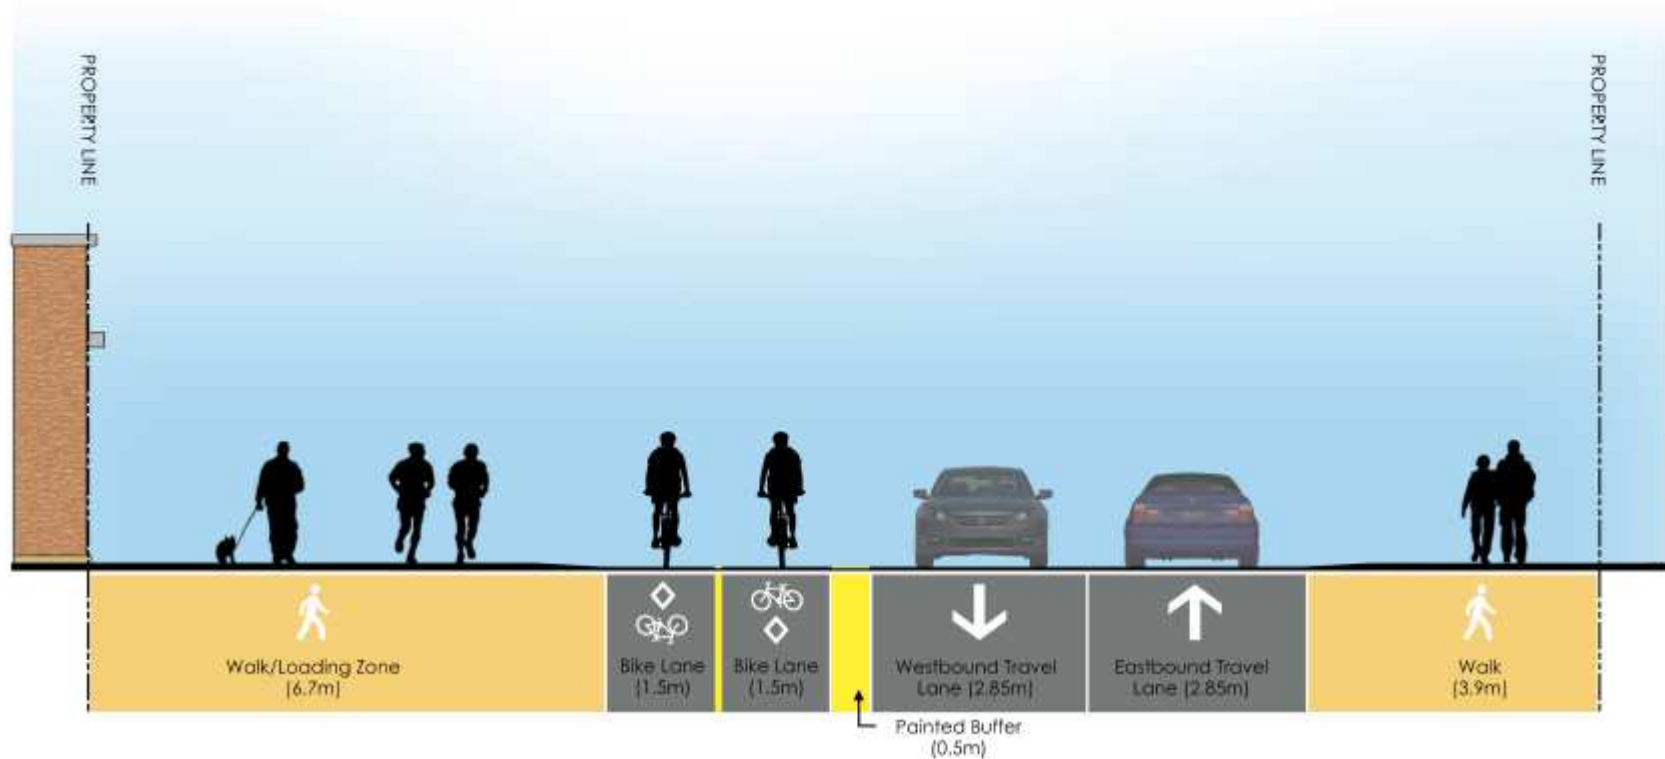 PROPERTY LINE
PROPERTY LINE
Walk/Loading Zone
(6.7m)
Bike Lane
(1.5m)
Bike Lane
(1.5m)
Westbound Travel
Lane (2.85m)
Eastbound Travel
Lane (2.85m)
Walk
(3.9m)
Painted Buffer
(0.5m)